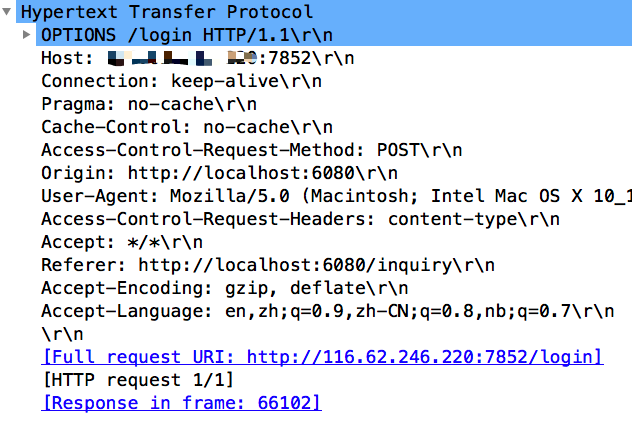 Hypertext Transfer Protocol
OPTIONS /login HTTP/1.1\r\n
Host: :7852\r\n
Connection: keep-alive\r\n
Pragma: no-cache\r\n
Cache-Control: no-cache\r\n
Access-Control-Request-Method: POST\r\n
Origin: http://localhost:6080\r\n
User-Agent: Mozilla/5.0 (Macintosh; Intel Mac OS X 10_1
Access-Control-Request-Headers: content-type\r\n
Accept: */*\r\n
Referer: http://localhost:6080/inquiry\r\n
Accept-Encoding: gzip, deflate\r\n
Accept-Language: en,zh;q=0.9,zh-CN;q=0.8,nb;q=0.7\r\n
\r\n
[Full request URI: http://116.62.246.220:7852/login]
[HTTP request 1/1]
[Response in frame: 66102]